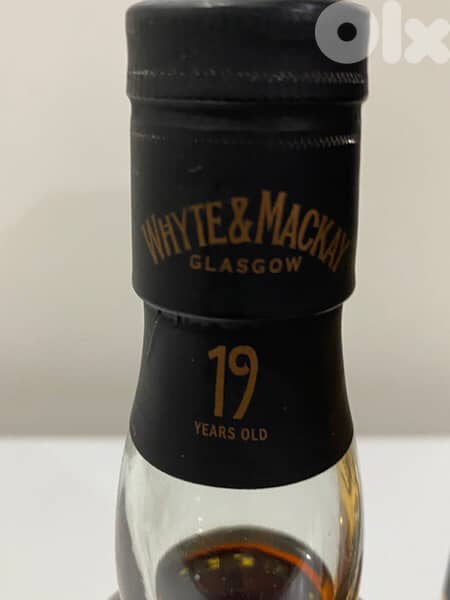 olx
WHYTE & MACKAY
GLASGOW
19
YEARS OLD